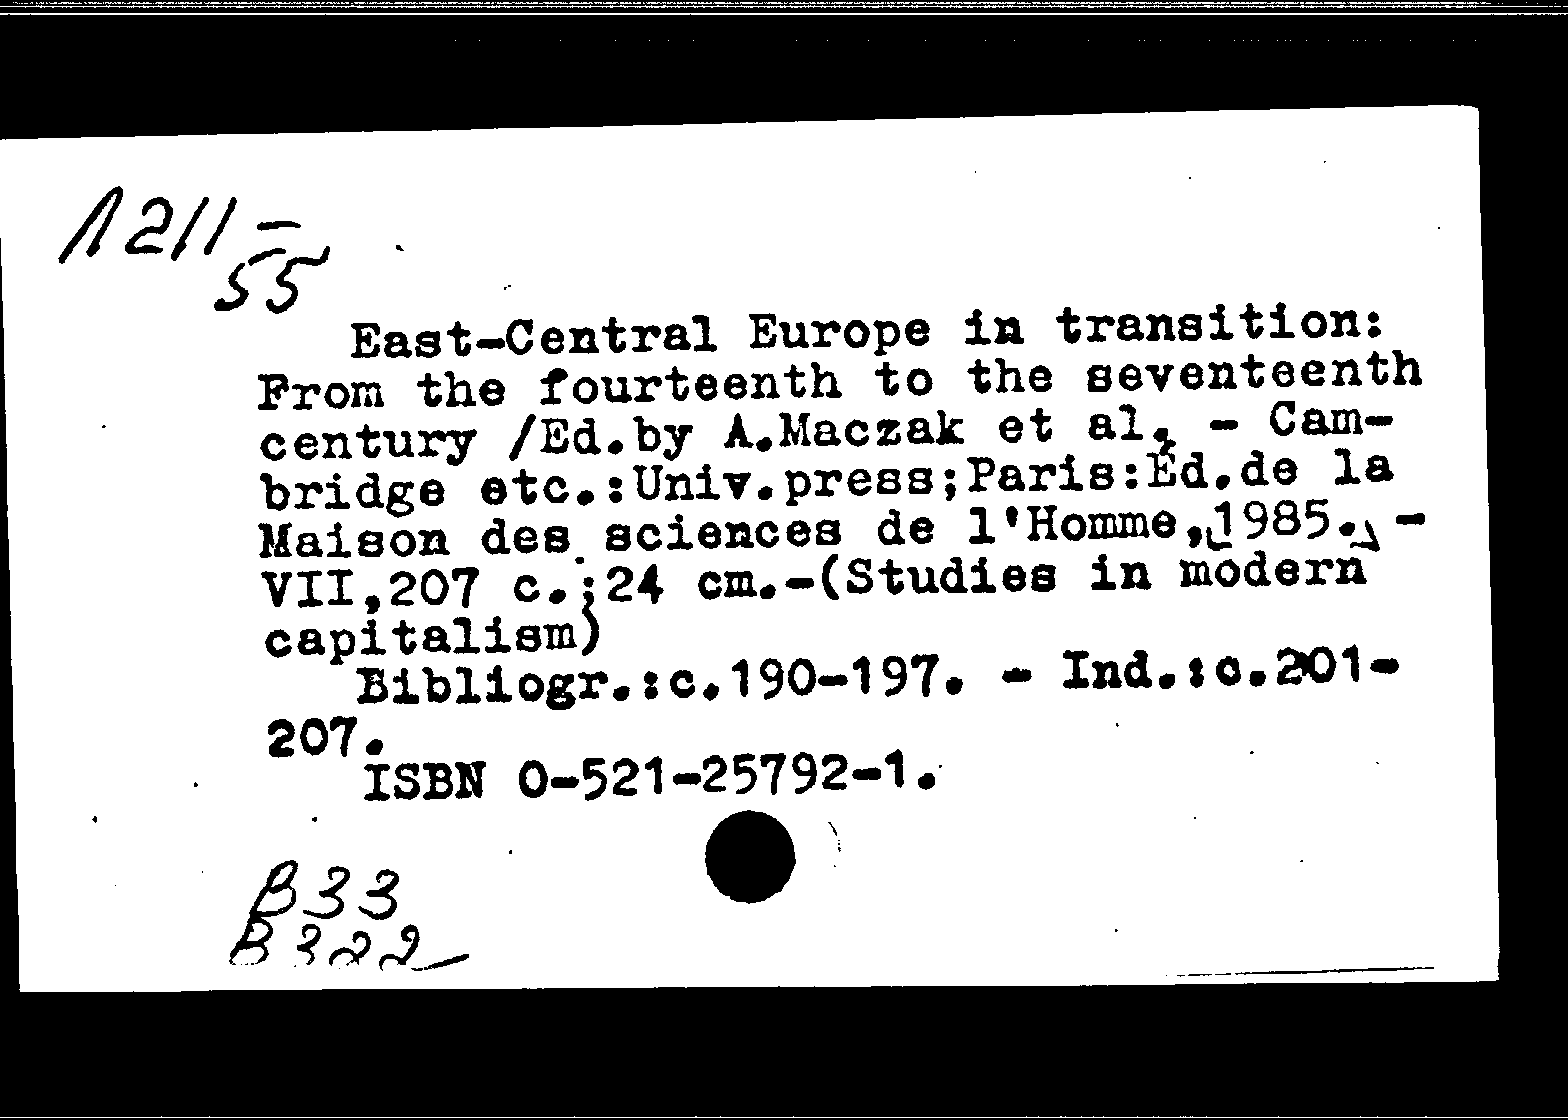 Л211-
55
East-Central Europe in transition:
From the fourteenth to the seventeenth
century /Ed.by A.Maczak et al. - Cam-
bridge etc.:Univ.press;Paris:Éd.de la
Maison des sciences de l'Homme,[1985.] -
VII,207 c.;24 cm.-(Studies in modern
capitalism)
Bibliogr.:c.190-197. - Ind.:c.201-
207.
ISBN 0-521-25792-1.
B33
B322